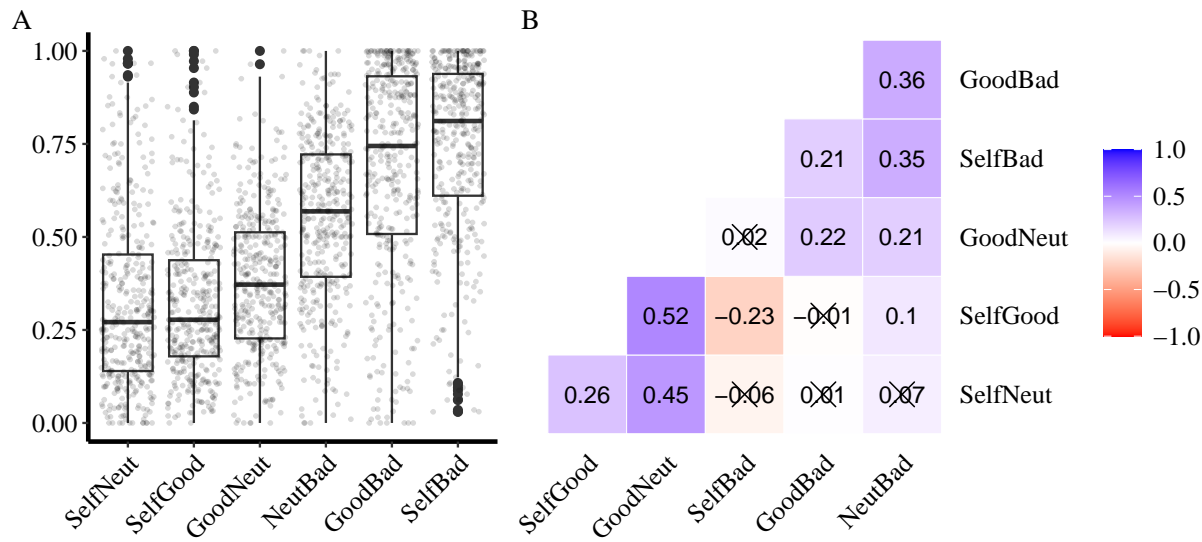 A
1.00
0.75
0.50
0.25
0.00
SelfNeut
SelfGood
GoodNeut
NeutBad
GoodBad
SelfBad
B
0.36 GoodBad
0.21 0.35 SelfBad
0.02 0.22 0.21 GoodNeut
0.52 −0.23 −0.01 0.1 SelfGood
0.26 0.45 −0.06 0.01 0.07 SelfNeut
SelfGood
GoodNeut
SelfBad
GoodBad
NeutBad
1.0
0.5
0.0
−0.5
−1.0